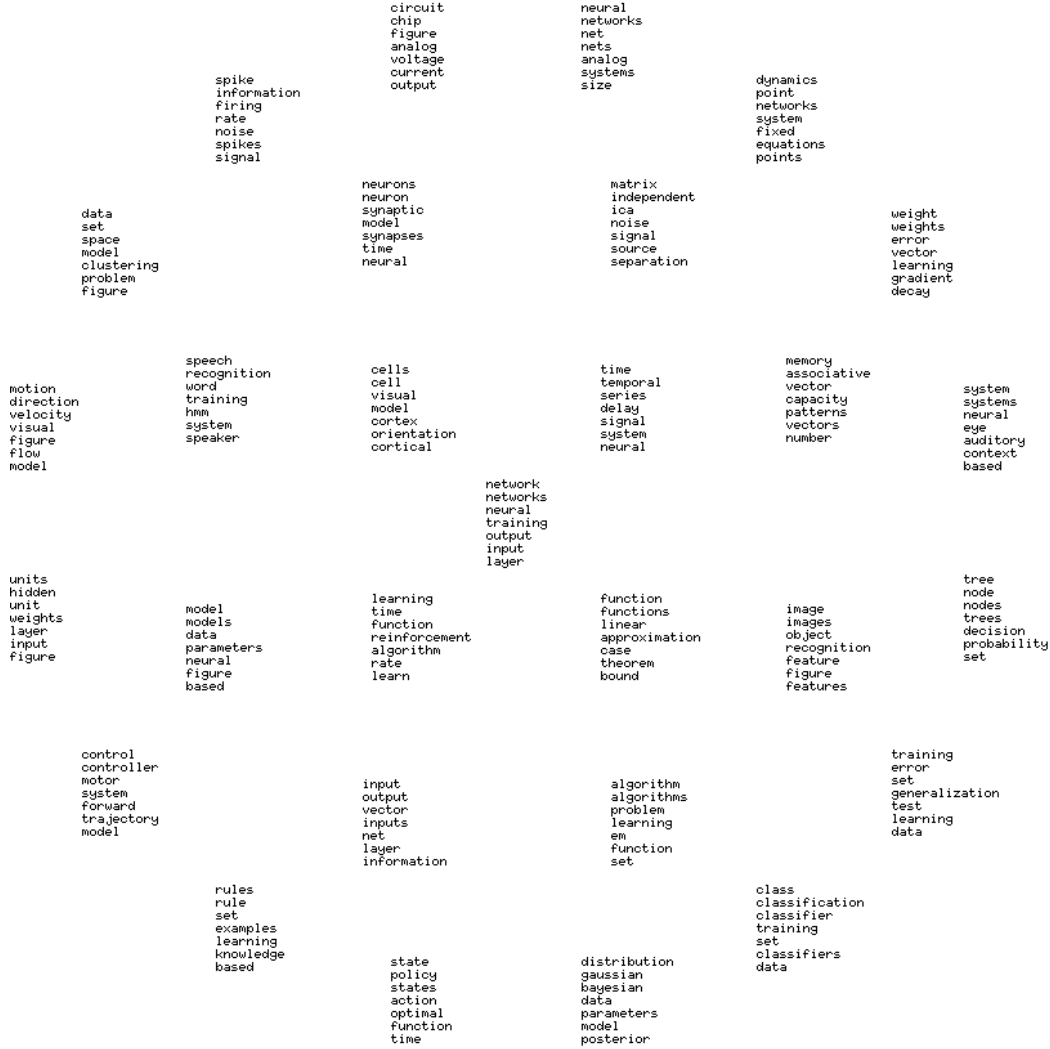 circuit
chip
figure
analog
voltage
current
output
neural
networks
net
nets
analog
systems
size
spike
information
firing
rate
noise
spikes
signal
dynamics
point
networks
system
fixed
equations
points
neurons
neuron
synaptic
model
synapses
time
neural
matrix
independent
ica
noise
signal
source
separation
data
set
space
model
clustering
problem
figure
weight
weights
error
vector
learning
gradient
decay
motion
direction
velocity
visual
figure
flow
model
speech
recognition
word
training
hmm
system
speaker
cells
cell
visual
model
cortex
orientation
cortical
time
temporal
series
delay
signal
system
neural
memory
associative
vector
capacity
patterns
vectors
number
system
systems
neural
eye
auditory
context
based
network
networks
neural
training
output
input
layer
units
hidden
unit
weights
layer
input
figure
model
models
data
parameters
neural
figure
based
learning
time
function
reinforcement
algorithm
rate
learn
function
functions
linear
approximation
case
theorem
bound
image
images
object
recognition
feature
figure
features
tree
node
nodes
trees
decision
probability
set
control
controller
motor
system
forward
trajectory
model
input
output
vector
inputs
net
layer
information
algorithm
algorithms
problem
learning
em
function
set
training
error
set
generalization
test
learning
data
rules
rule
set
examples
learning
knowledge
based
class
classification
classifier
training
set
classifiers
data
state
policy
states
action
optimal
function
time
distribution
gaussian
bayesian
data
parameters
model
posterior